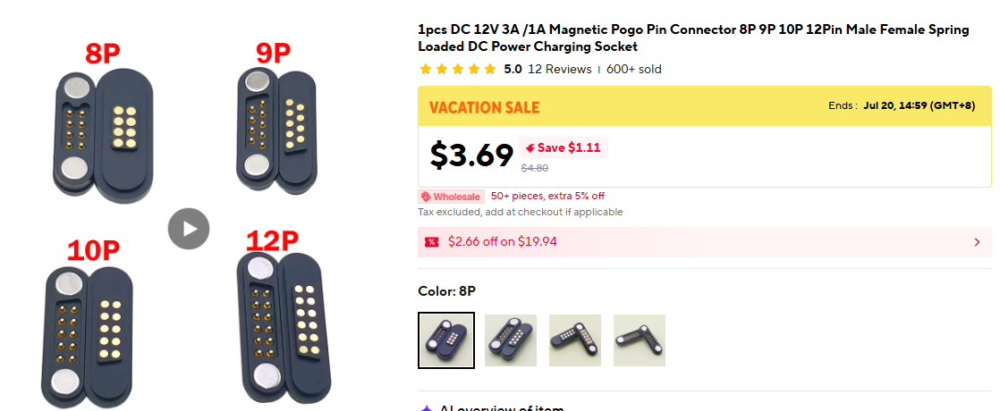 8P
9P
10P
12P
1pcs DC 12V 3A /1A Magnetic Pogo Pin Connector 8P 9P 10P 12Pin Male Female Spring
Loaded DC Power Charging Socket
5.0 12 Reviews | 600+ sold
VACATION SALE
Ends : Jul 20, 14:59 (GMT+8)
$3.69 Save $1.11
$4.80
Wholesale 50+ pieces, extra 5% off
Tax excluded, add at checkout if applicable
$2.66 off on $19.94
Color: 8P
AI overview of item